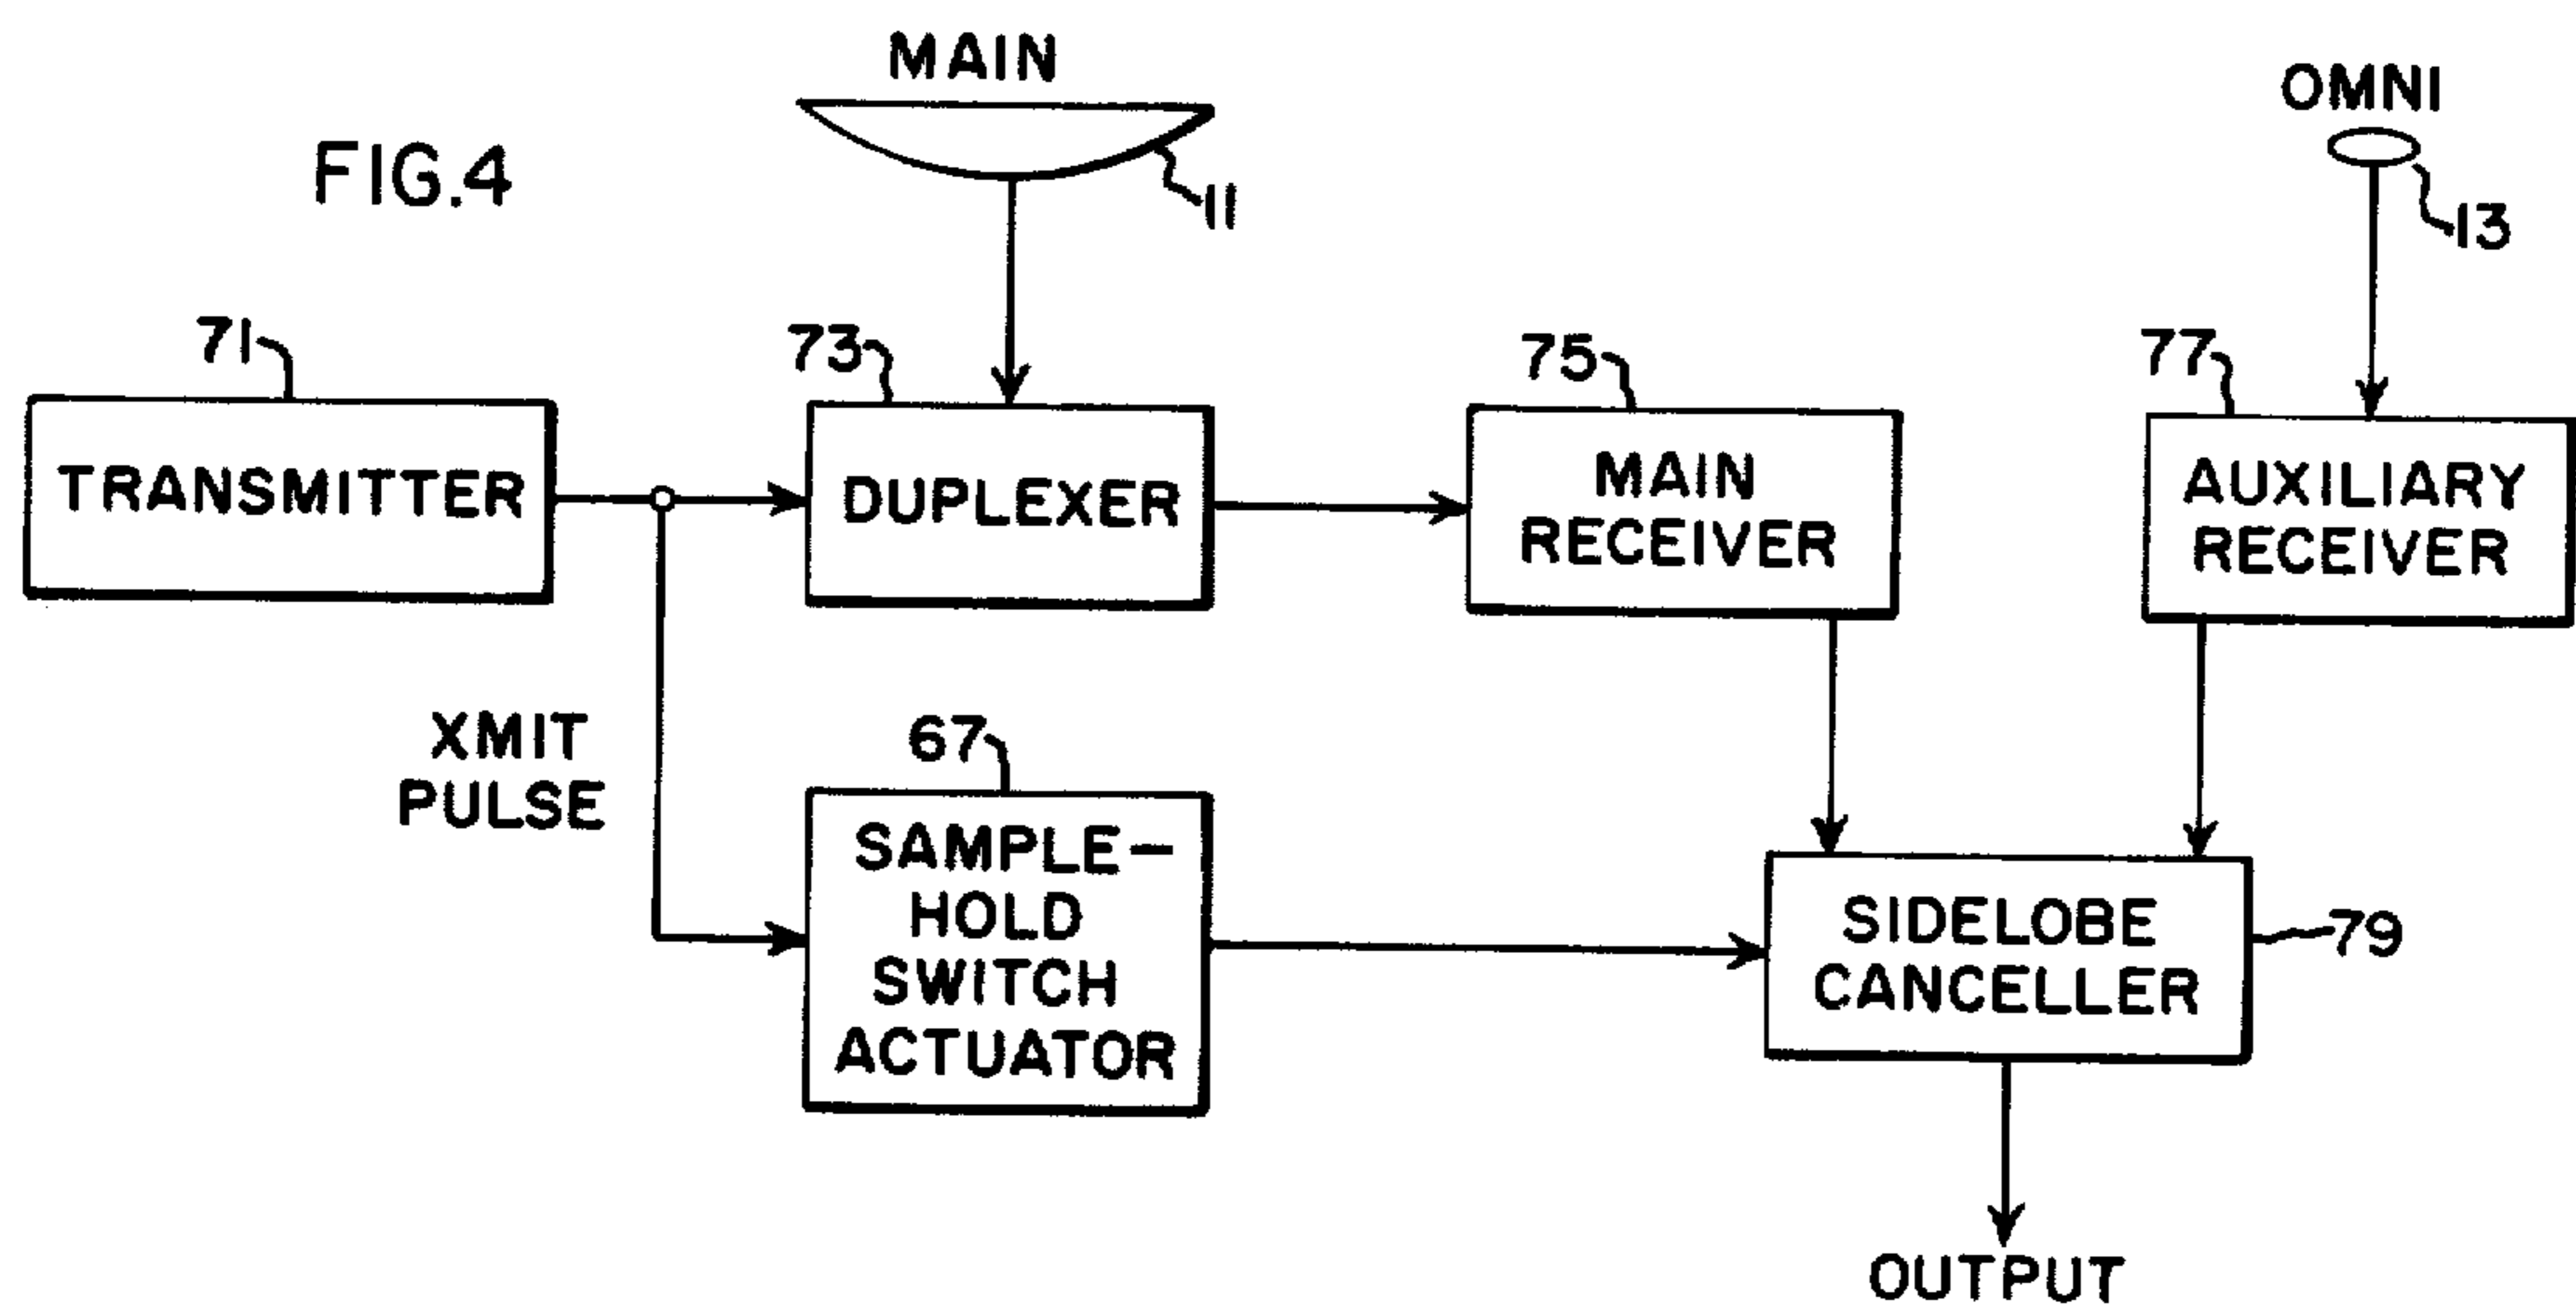 MAIN
OMNI
FIG.4
11
13
71
73
75
77
TRANSMITTER
DUPLEXER
MAIN
RECEIVER
AUXILIARY
RECEIVER
XMIT
PULSE
67
SAMPLE-
HOLD
SWITCH
ACTUATOR
SIDELOBE
CANCELLER
79
OUTPUT